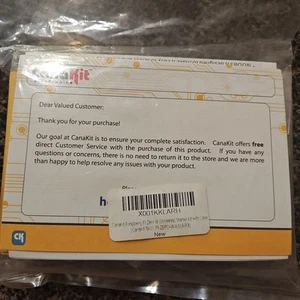 CanaKit
Dear Valued Customer:
Thank you for your purchase!
Our goal at CanaKit is to ensure your complete satisfaction. CanaKit offers free
direct Customer Service with the purchase of this product. If you have any
questions or concerns, there is no need to return it to the store and we are more
than happy to help resolve any issues with your product.
X001KKLARH
New
CK